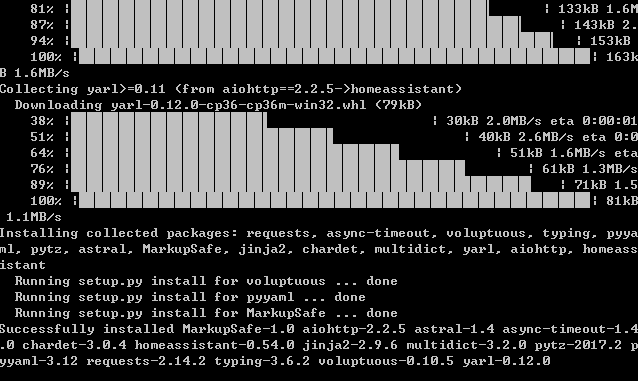 81% ¦ ¦ 133kB 1.6M
87% ¦ ¦ 143kB 2.
94% ¦ ¦ 153kB
100% ¦ ¦ 163k
B 1.6MB/s
Collecting yarl>=0.11 (from aiohttp==2.2.5->homeassistant)
Downloading yarl-0.12.0-cp36-cp36m-win32.whl (79kB)
38% ¦ ¦ 30kB 2.0MB/s eta 0:00:01
51% ¦ ¦ 40kB 2.6MB/s eta 0:0
64% ¦ ¦ 51kB 1.6MB/s eta
76% ¦ ¦ 61kB 1.3MB/s
89% ¦ ¦ 71kB 1.5
100% ¦ ¦ 81kB
1.1MB/s
Installing collected packages: requests, async-timeout, voluptuous, typing, pyya
ml, pytz, astral, MarkupSafe, jinja2, chardet, multidict, yarl, aiohttp, homeass
istant
Running setup.py install for voluptuous ... done
Running setup.py install for pyyaml ... done
Running setup.py install for MarkupSafe ... done
Successfully installed MarkupSafe-1.0 aiohttp-2.2.5 astral-1.4 async-timeout-1.4
.0 chardet-3.0.4 homeassistant-0.54.0 jinja2-2.9.6 multidict-3.2.0 pytz-2017.2 p
yyaml-3.12 requests-2.14.2 typing-3.6.2 voluptuous-0.10.5 yarl-0.12.0